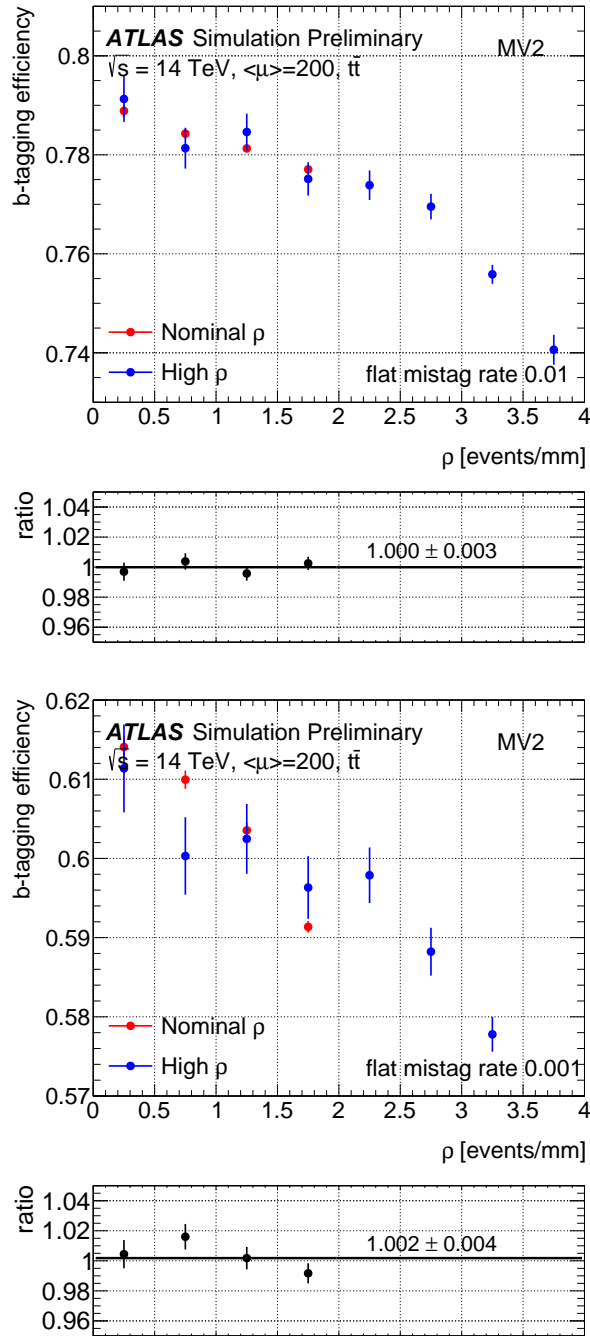 b-tagging efficiency
0.8
0.78
0.76
0.74
ATLAS Simulation Preliminary
MV2
√s = 14 TeV, <μ>=200, tt̄
Nominal ρ
High ρ
flat mistag rate 0.01
0 0.5 1 1.5 2 2.5 3 3.5 4
ρ [events/mm]
ratio
1.04
1.02
1
0.98
0.96
1.000 ± 0.003
b-tagging efficiency
0.62
0.61
0.6
0.59
0.58
0.57
ATLAS Simulation Preliminary
MV2
√s = 14 TeV, <μ>=200, tt̄
Nominal ρ
High ρ
flat mistag rate 0.001
0 0.5 1 1.5 2 2.5 3 3.5 4
ρ [events/mm]
ratio
1.04
1.02
1
0.98
0.96
1.002 ± 0.004